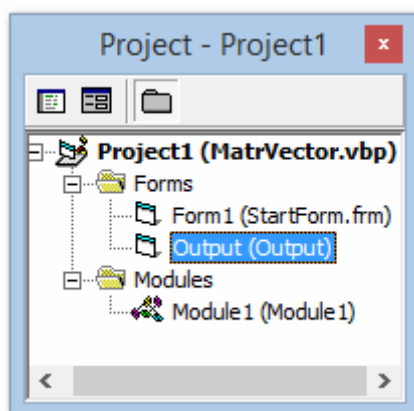 Project - Project1
Project1 (MatrVector.vbp)
Forms
Form1 (StartForm.frm)
Output (Output)
Modules
Module1 (Module1)